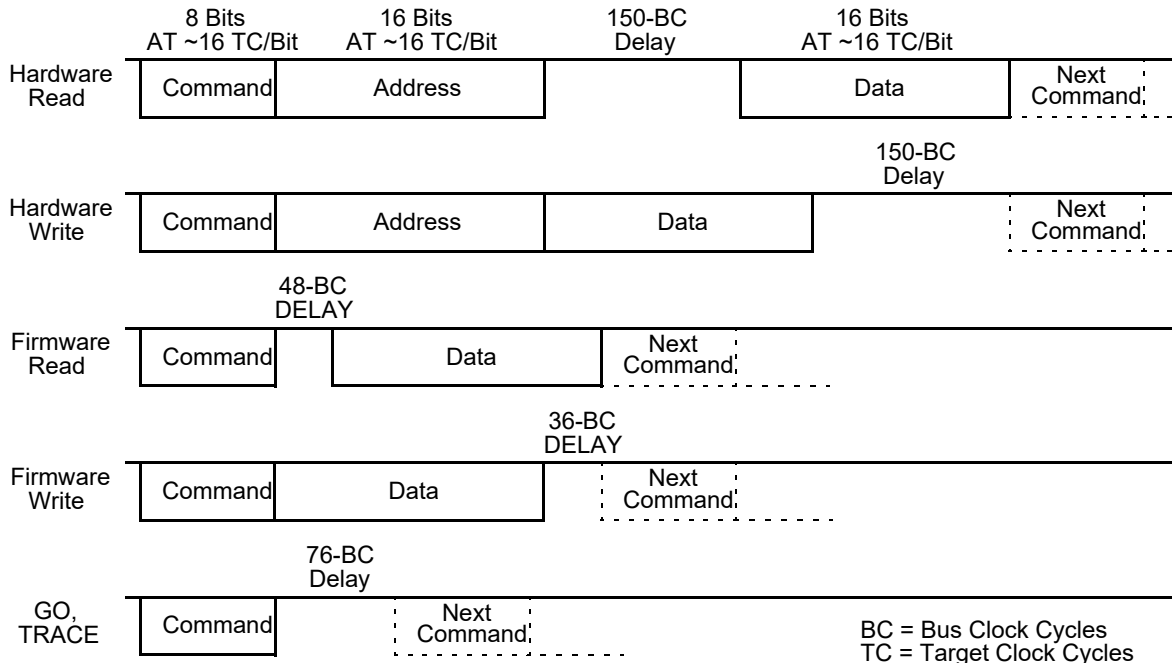 8 Bits
AT ~16 TC/Bit
16 Bits
AT ~16 TC/Bit
150-BC
Delay
16 Bits
AT ~16 TC/Bit
Hardware
Read
Command
Address
Data
Next
Command
150-BC
Delay
Hardware
Write
Command
Address
Data
Next
Command
48-BC
DELAY
Firmware
Read
Command
Data
Next
Command
36-BC
DELAY
Firmware
Write
Command
Data
Next
Command
76-BC
Delay
GO,
TRACE
Command
Next
Command
BC = Bus Clock Cycles
TC = Target Clock Cycles